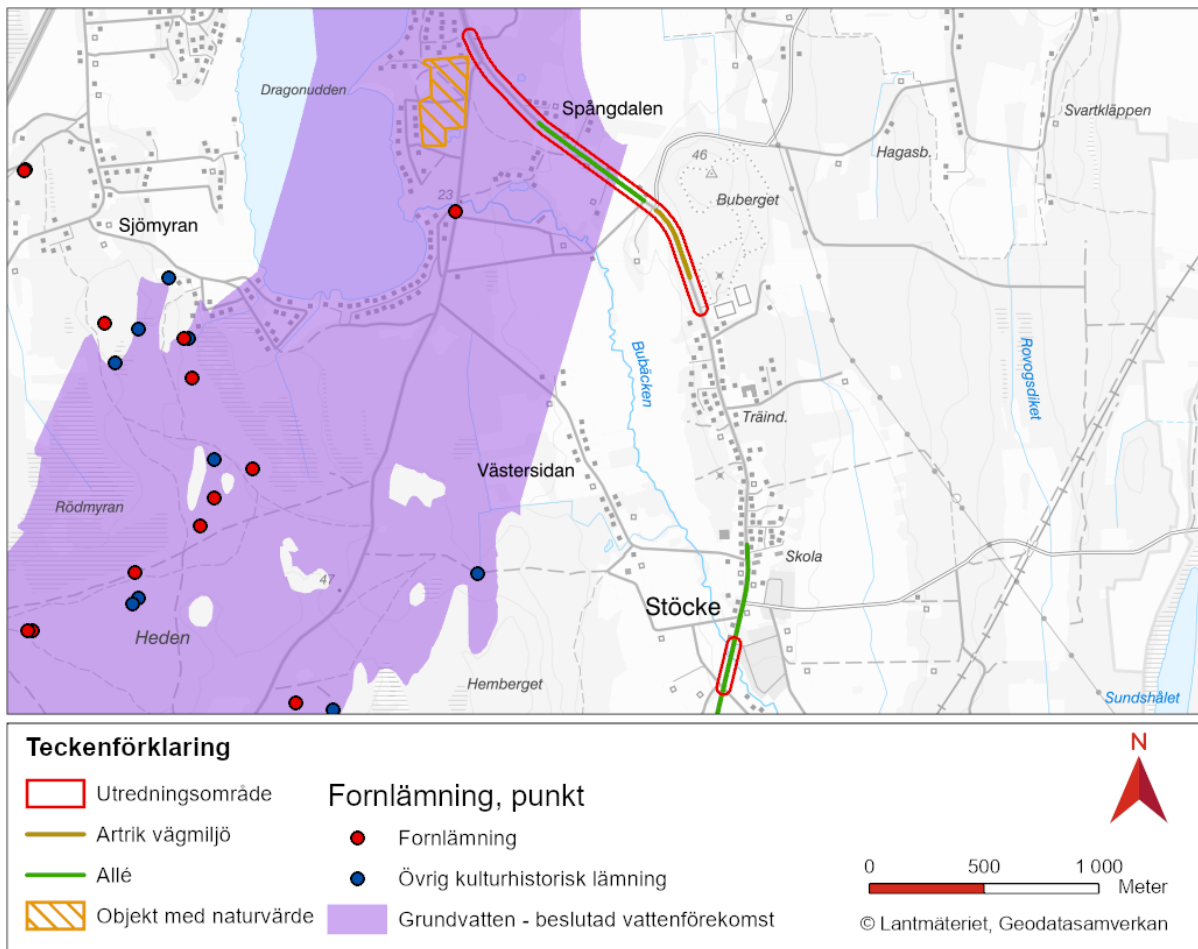 Dragonudden
Spångdalen
Svartkläppen
Hagasb.
46
Buberget
23
Sjömyran
Bubäcken
Rovogsdiket
Träind.
Västersidan
Rödmyran
Skola
47
Stöcke
Heden
Hemberget
Sundshålet
Teckenförklaring
Utredningsområde
Artrik vägmiljö
Allé
Objekt med naturvärde
Fornlämning, punkt
Fornlämning
Övrig kulturhistorisk lämning
Grundvatten - beslutad vattenförekomst
N
0 500 1 000
Meter
© Lantmäteriet, Geodatasamverkan